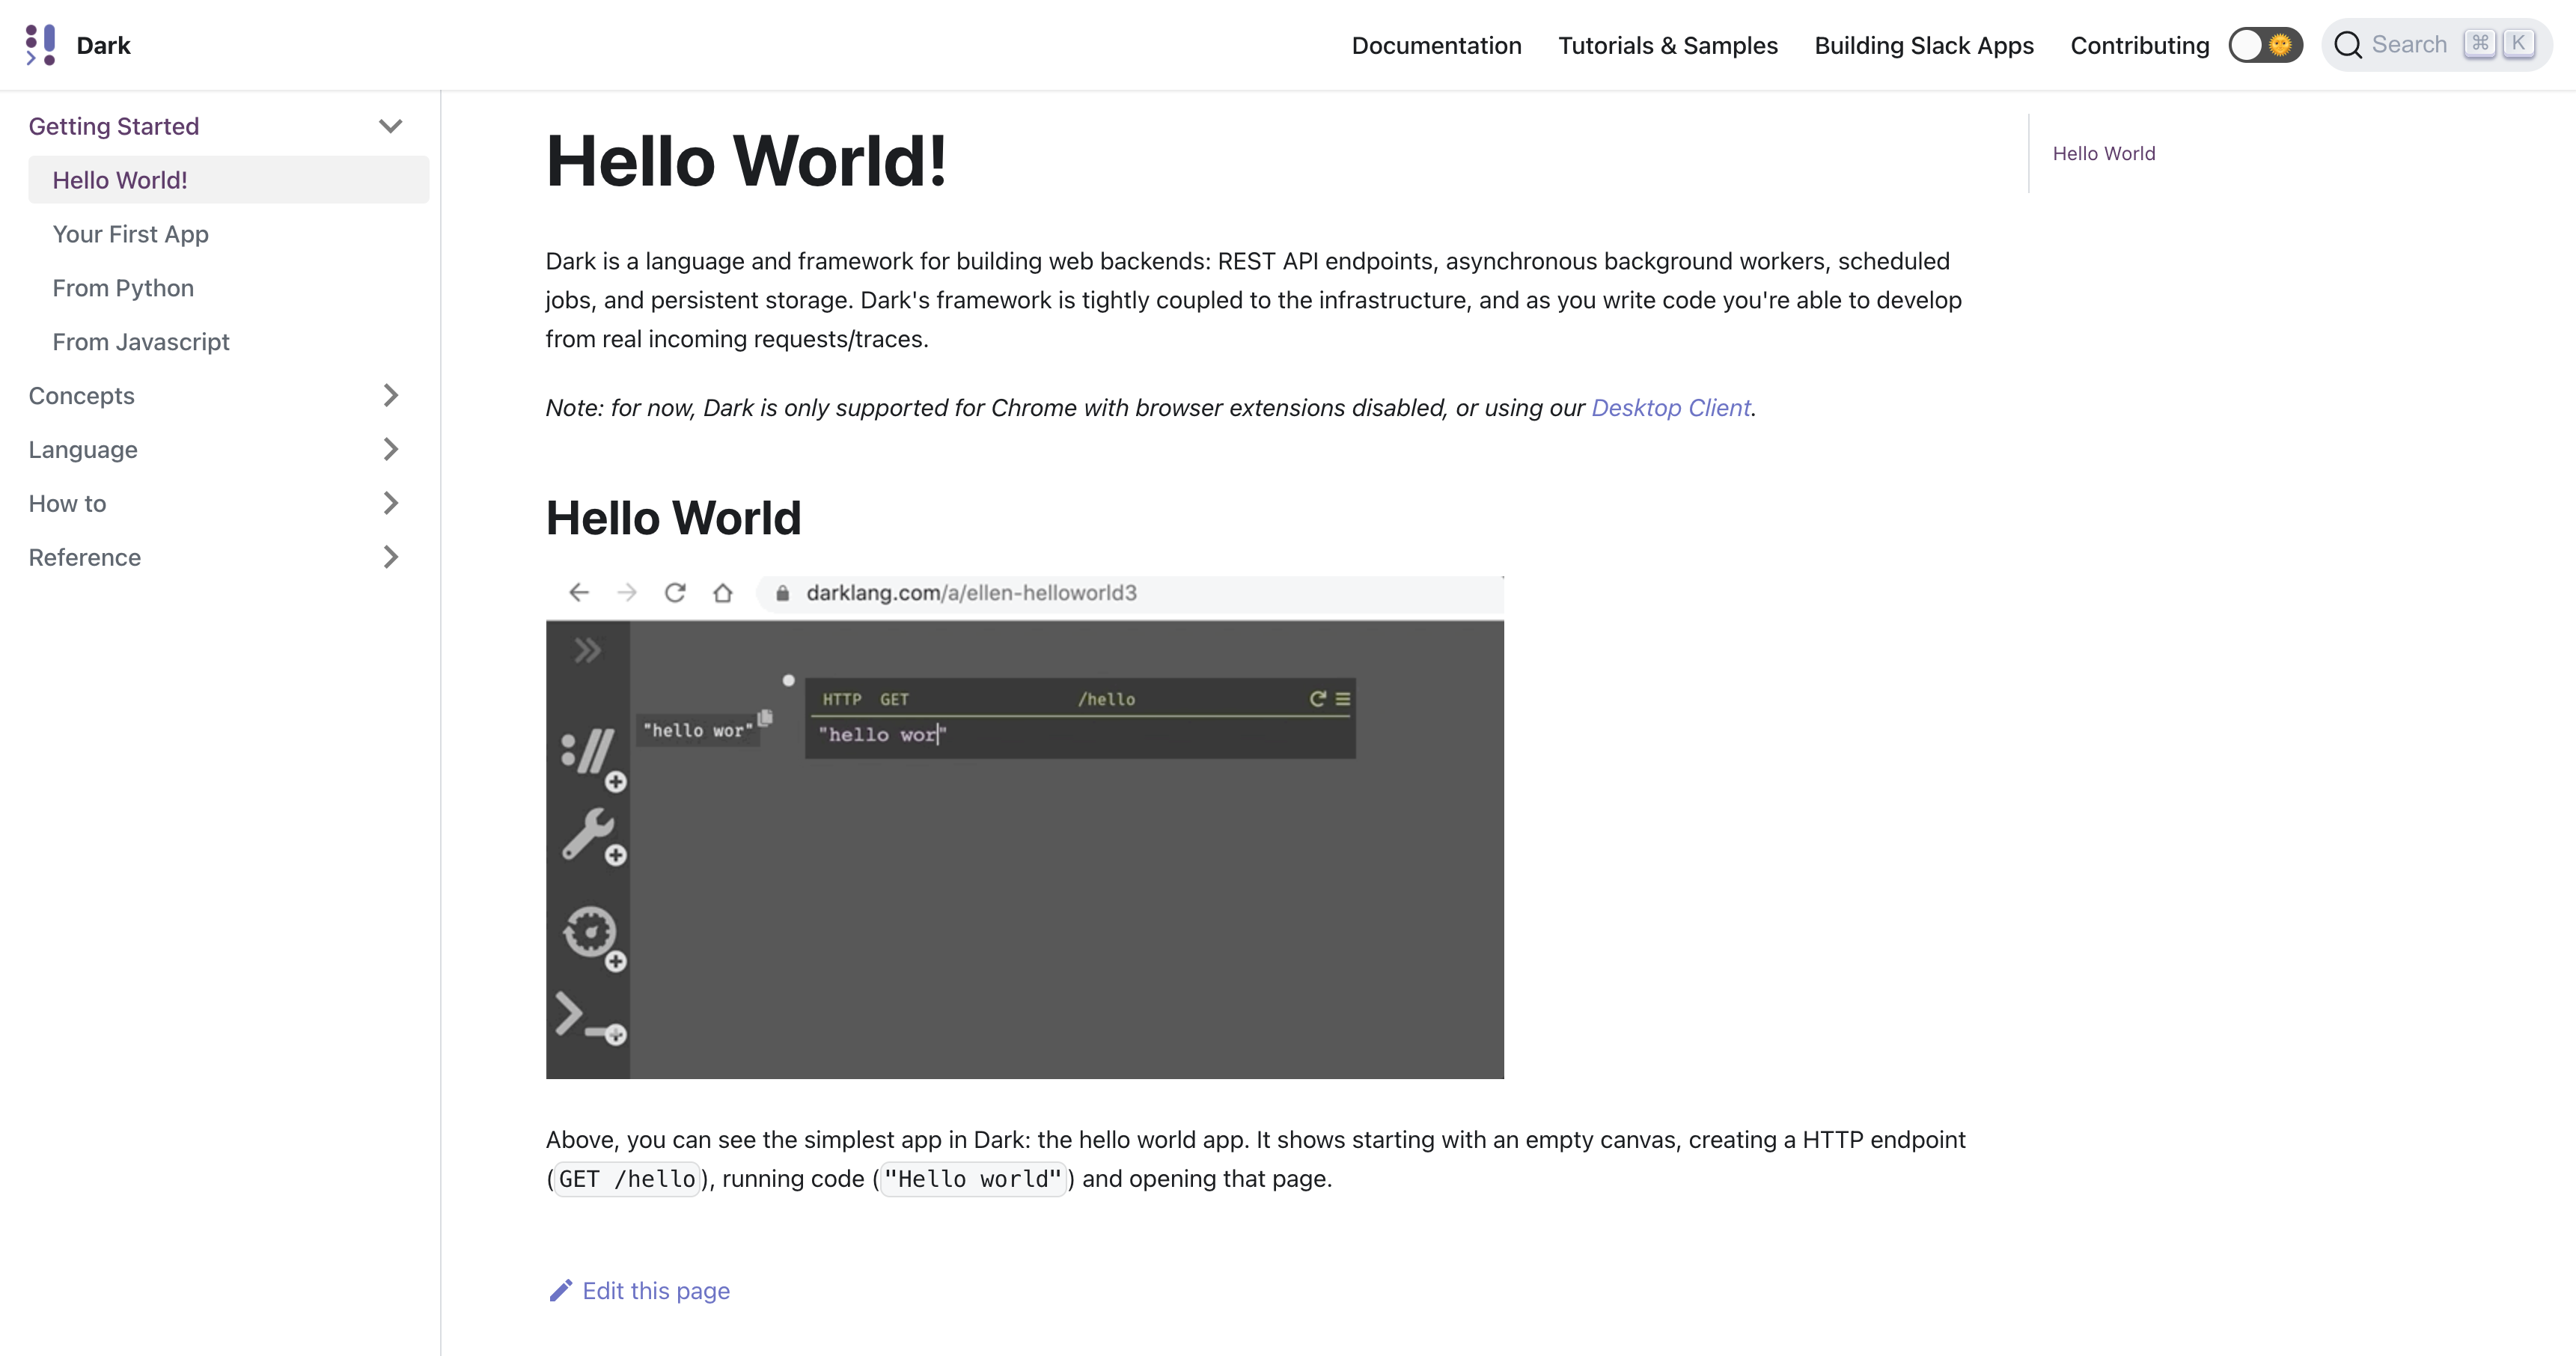 Dark
Documentation
Tutorials & Samples
Building Slack Apps
Contributing
Search ⌘ K
Getting Started
Hello World!
Your First App
From Python
From Javascript
Concepts
Language
How to
Reference
Hello World!
Dark is a language and framework for building web backends: REST API endpoints, asynchronous background workers, scheduled
jobs, and persistent storage. Dark's framework is tightly coupled to the infrastructure, and as you write code you're able to develop
from real incoming requests/traces.
Note: for now, Dark is only supported for Chrome with browser extensions disabled, or using our Desktop Client.
Hello World
darklang.com/a/ellen-helloworld3
HTTP GET /hello
"hello wor"
"hello wor"
Above, you can see the simplest app in Dark: the hello world app. It shows starting with an empty canvas, creating a HTTP endpoint
(GET /hello), running code ("Hello world") and opening that page.
Edit this page
Hello World